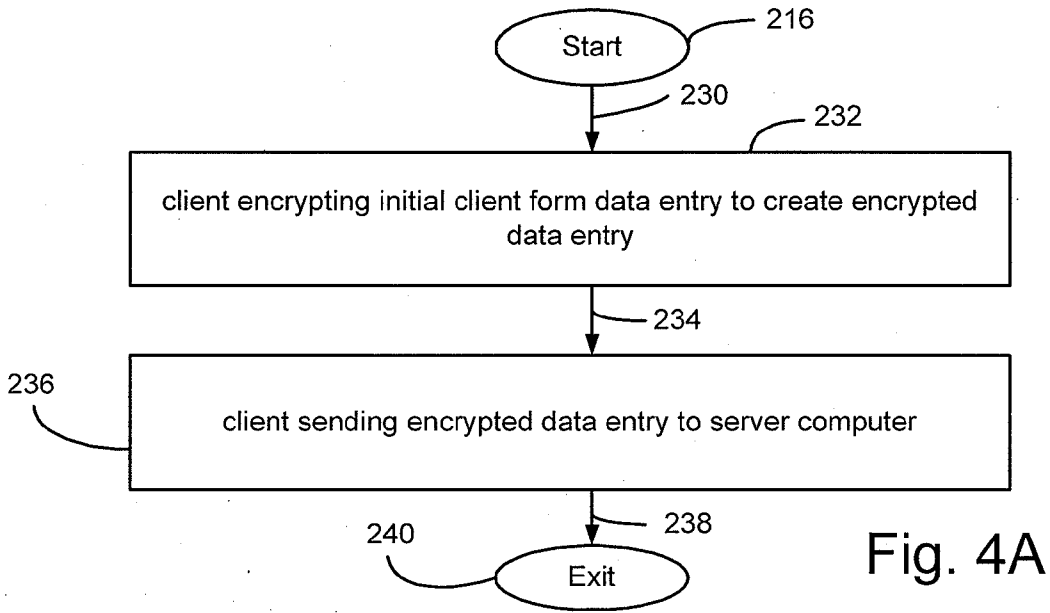 Start
216
230
232
client encrypting initial client form data entry to create encrypted
data entry
234
236
client sending encrypted data entry to server computer
238
240
Exit
Fig. 4A